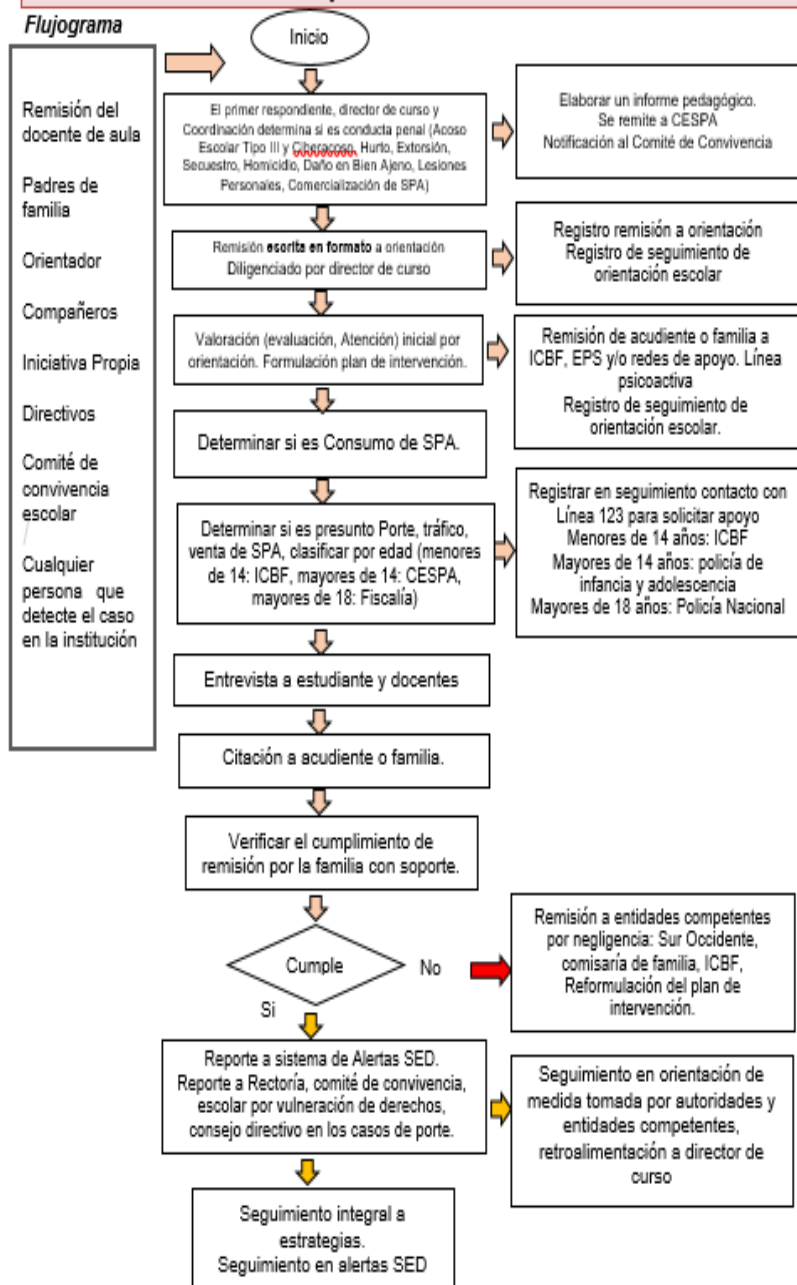 Flujograma
Remisión del
docente de aula
Padres de
familia
Orientador
Compañeros
Iniciativa Propia
Directivos
Comité de
convivencia
escolar
Cualquier
persona que
detecte el caso
en la institución
Inicio
El primer respondiente, director de curso y
Coordinación determina si es conducta penal (Acoso
Escolar Tipo III y Ciberacoso, Hurto, Extorsión,
Secuestro, Homicidio, Daño en Bien Ajeno, Lesiones
Personales, Comercialización de SPA)
Elaborar un informe pedagógico.
Se remite a CESPA
Notificación al Comité de Convivencia
Remisión escrita en formato a orientación
Diligenciado por director de curso
Registro remisión a orientación
Registro de seguimiento de
orientación escolar
Valoración (evaluación, Atención) inicial por
orientación. Formulación plan de intervención.
Remisión de acudiente o familia a
ICBF, EPS y/o redes de apoyo. Línea
psicoactiva
Registro de seguimiento de
orientación escolar.
Determinar si es Consumo de SPA.
Determinar si es presunto Porte, tráfico,
venta de SPA, clasificar por edad (menores
de 14: ICBF, mayores de 14: CESPA,
mayores de 18: Fiscalía)
Registrar en seguimiento contacto con
Línea 123 para solicitar apoyo
Menores de 14 años: ICBF
Mayores de 14 años: policía de
infancia y adolescencia
Mayores de 18 años: Policía Nacional
Entrevista a estudiante y docentes
Citación a acudiente o familia.
Verificar el cumplimiento de
remisión por la familia con soporte.
Cumple
No
Si
Remisión a entidades competentes
por negligencia: Sur Occidente,
comisaría de familia, ICBF,
Reformulación del plan de
intervención.
Reporte a sistema de Alertas SED.
Reporte a Rectoría, comité de convivencia,
escolar por vulneración de derechos,
consejo directivo en los casos de porte.
Seguimiento en orientación de
medida tomada por autoridades y
entidades competentes,
retroalimentación a director de
curso
Seguimiento integral a
estrategias.
Seguimiento en alertas SED